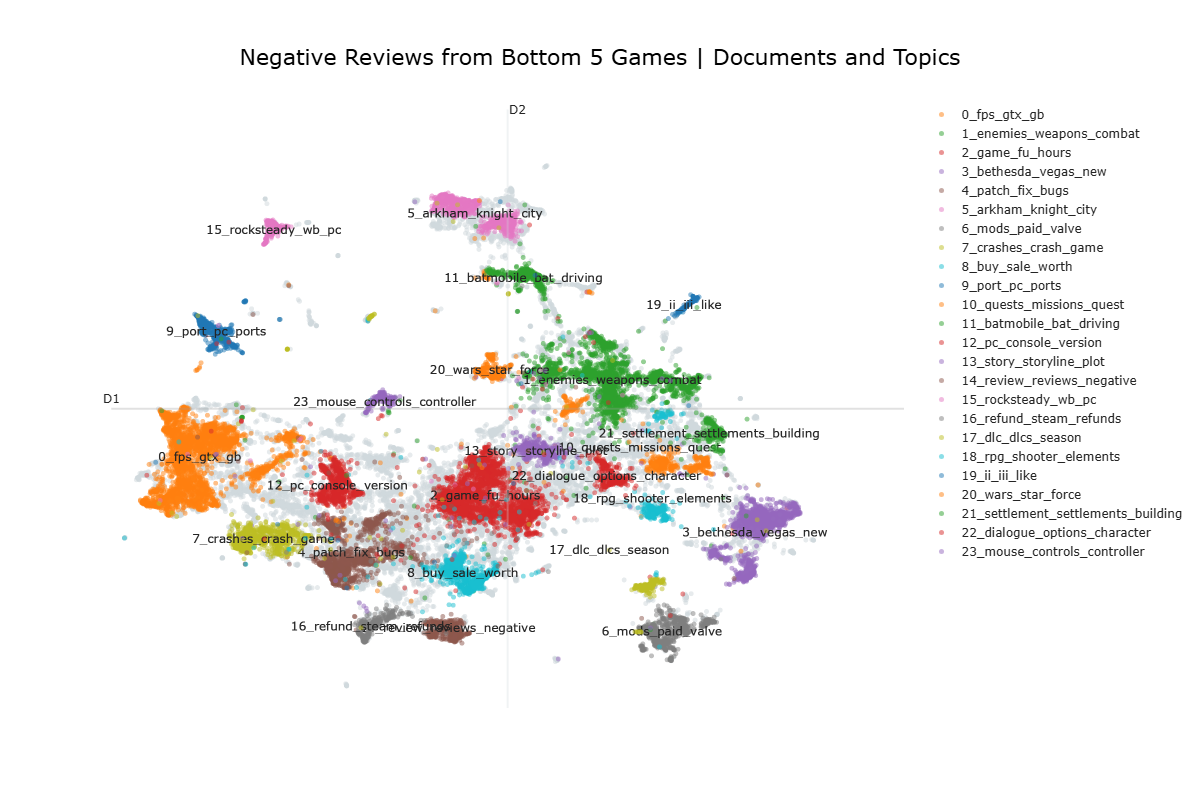 Negative Reviews from Bottom 5 Games | Documents and Topics
D2
D1
5_arkham_knight_city
15_rocksteady_wb_pc
11_batmobile_bat_driving
19_ii_iii_like
9_port_pc_ports
20_wars_star_force
1_enemies_weapons_combat
23_mouse_controls_controller
21_settlement_settlements_building
10_quests_missions_quest
13_story_storyline_plot
0_fps_gtx_gb
22_dialogue_options_character
12_pc_console_version
2_game_fu_hours
18_rpg_shooter_elements
3_bethesda_vegas_new
7_crashes_crash_game
17_dlc_dlcs_season
4_patch_fix_bugs
8_buy_sale_worth
16_refund_steam_refunds
review_reviews_negative
6_mods_paid_valve
0_fps_gtx_gb
1_enemies_weapons_combat
2_game_fu_hours
3_bethesda_vegas_new
4_patch_fix_bugs
5_arkham_knight_city
6_mods_paid_valve
7_crashes_crash_game
8_buy_sale_worth
9_port_pc_ports
10_quests_missions_quest
11_batmobile_bat_driving
12_pc_console_version
13_story_storyline_plot
14_review_reviews_negative
15_rocksteady_wb_pc
16_refund_steam_refunds
17_dlc_dlcs_season
18_rpg_shooter_elements
19_ii_iii_like
20_wars_star_force
21_settlement_settlements_building
22_dialogue_options_character
23_mouse_controls_controller